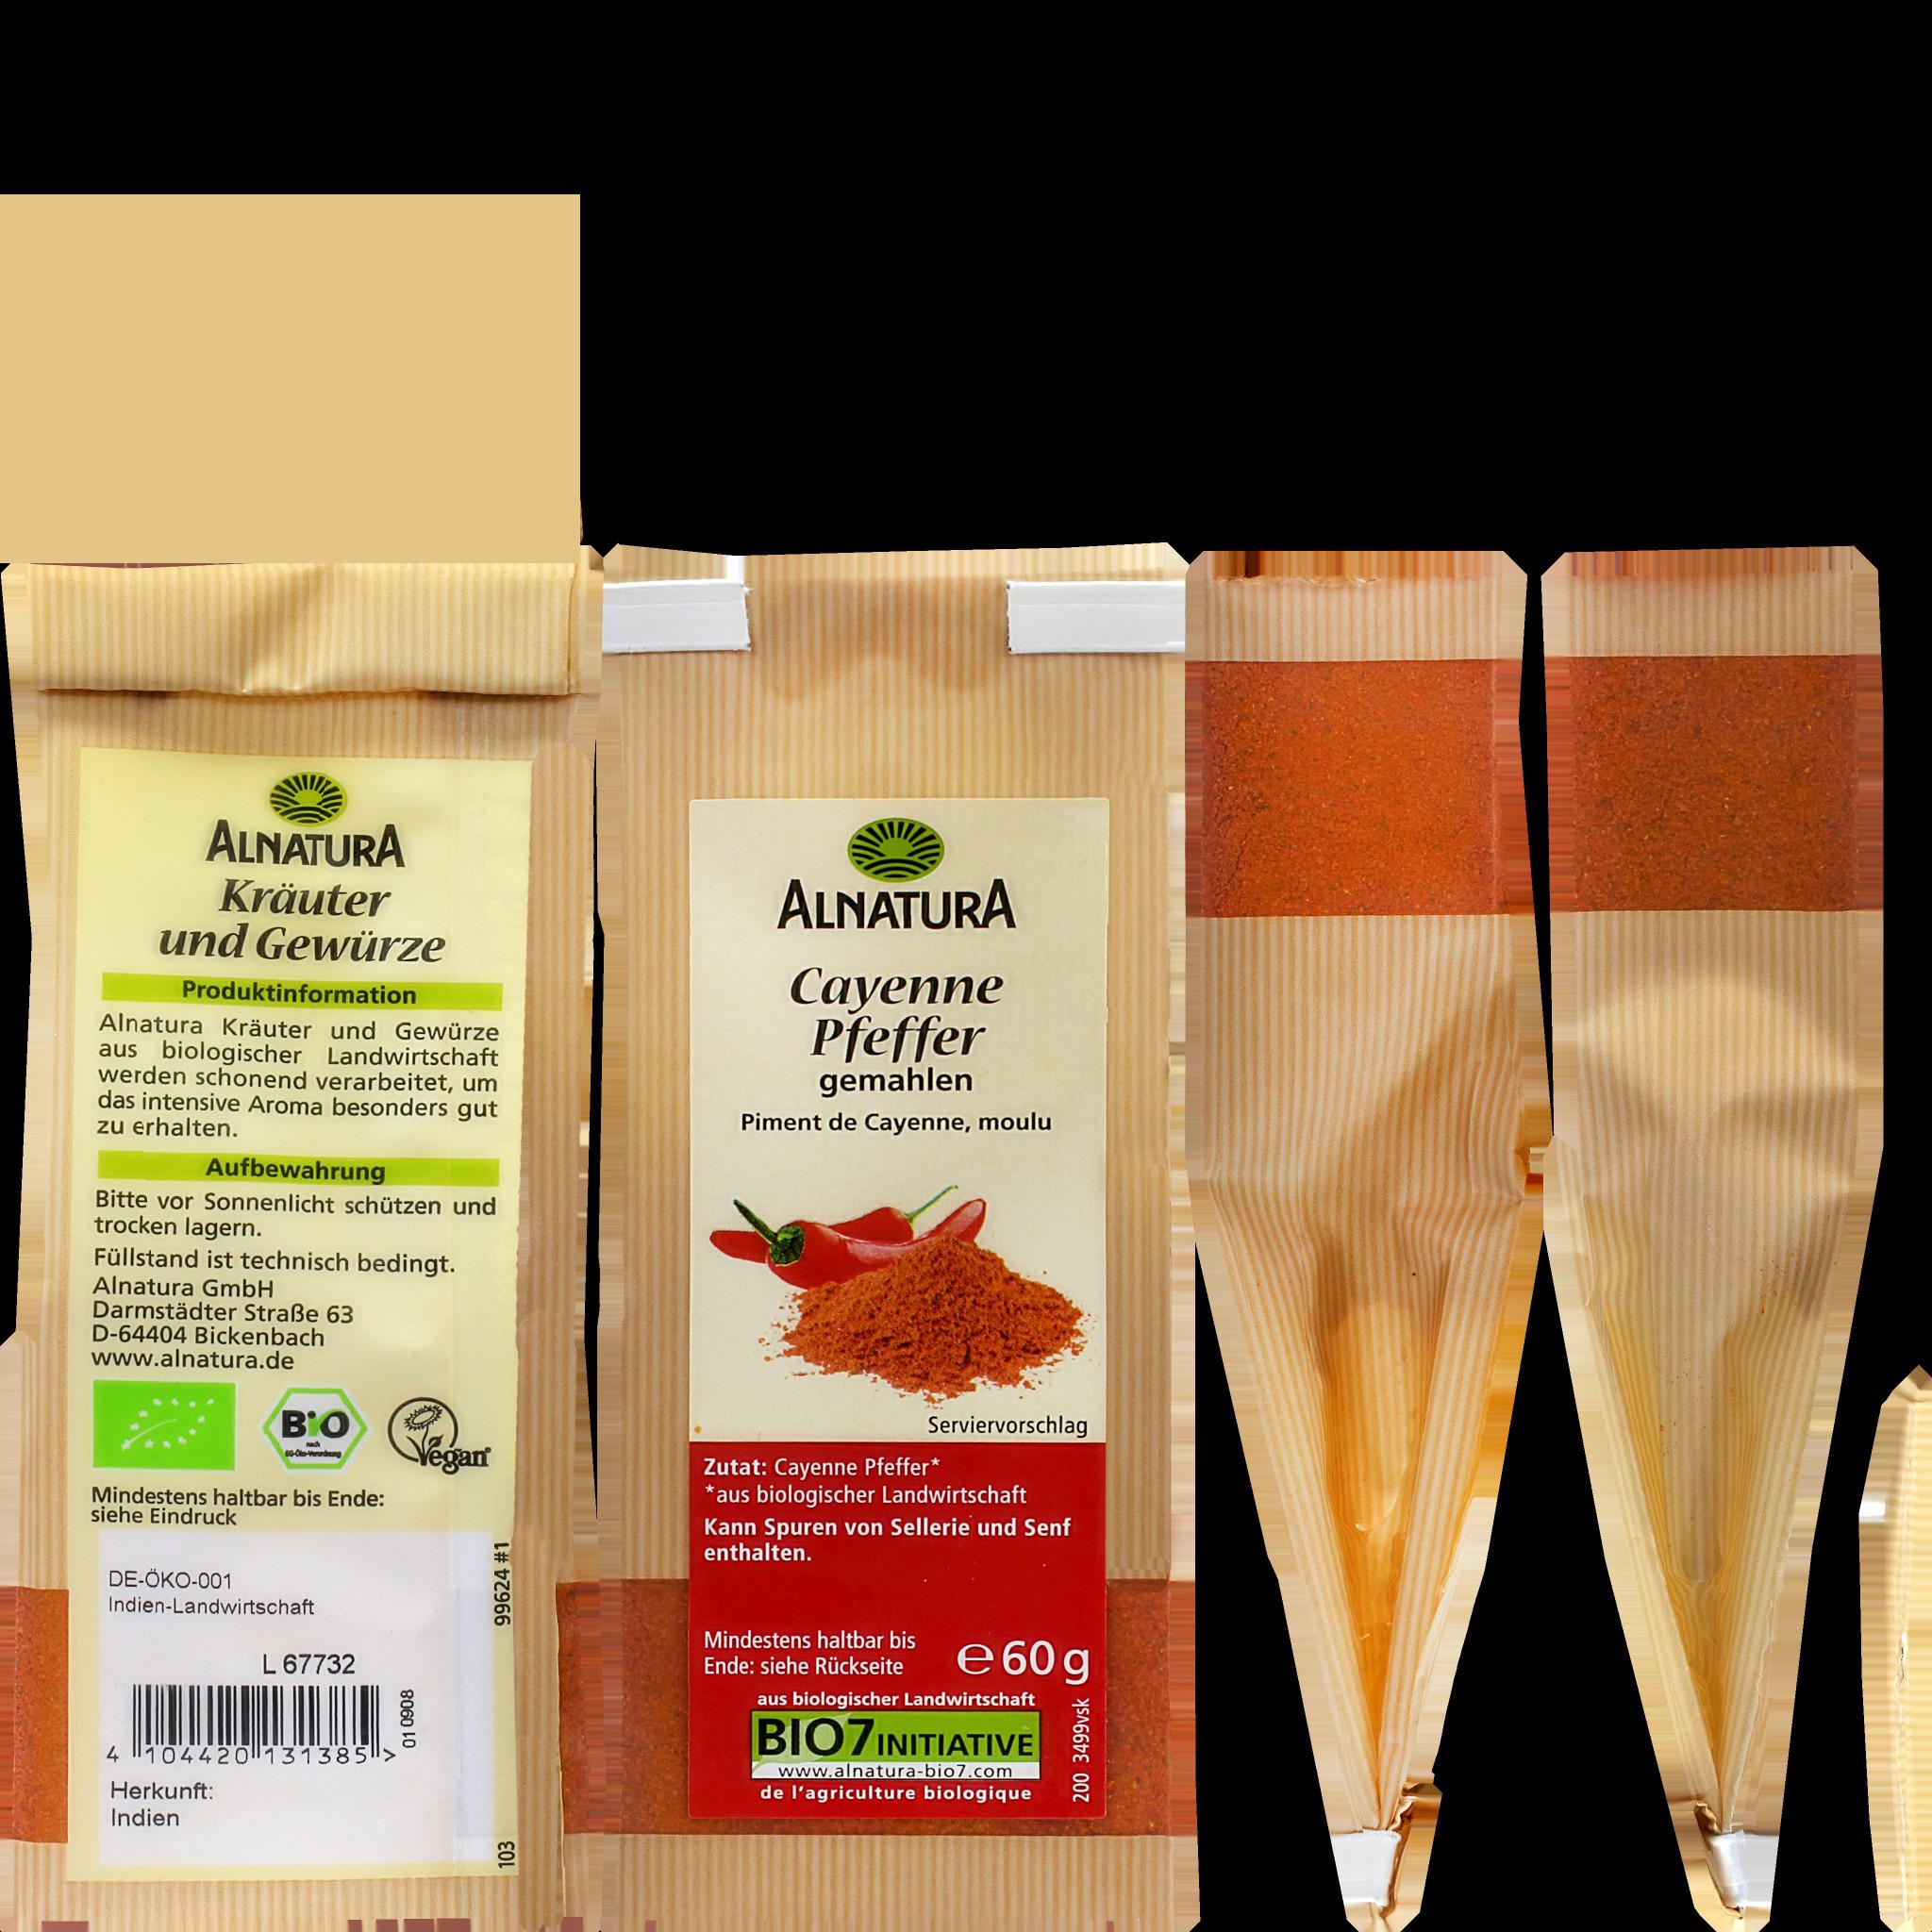 ALNATURA
Kräuter
und Gewürze
Produktinformation
Alnatura Kräuter und Gewürze
aus biologischer Landwirtschaft
werden schonend verarbeitet, um
das intensive Aroma besonders gut
zu erhalten.
Aufbewahrung
Bitte vor Sonnenlicht schützen und
trocken lagern.
Füllstand ist technisch bedingt.
Alnatura GmbH
Darmstädter Straße 63
D-64404 Bickenbach
www.alnatura.de
BiO
nach
EG-Öko-Verordnung
Vegan
Mindestens haltbar bis Ende:
siehe Eindruck
DE-ÖKO-001
Indien-Landwirtschaft
99624 #1
L 67732
01 0908
4 104420 131385 >
Herkunft:
Indien
103
ALNATURA
Cayenne
Pfeffer
gemahlen
Piment de Cayenne, moulu
Serviervorschlag
Zutat: Cayenne Pfeffer*
*aus biologischer Landwirtschaft
Kann Spuren von Sellerie und Senf
enthalten.
Mindestens haltbar bis
Ende: siehe Rückseite
℮ 60 g
aus biologischer Landwirtschaft
BIO7INITIATIVE
www.alnatura-bio7.com
de l'agriculture biologique
200 3499vsk